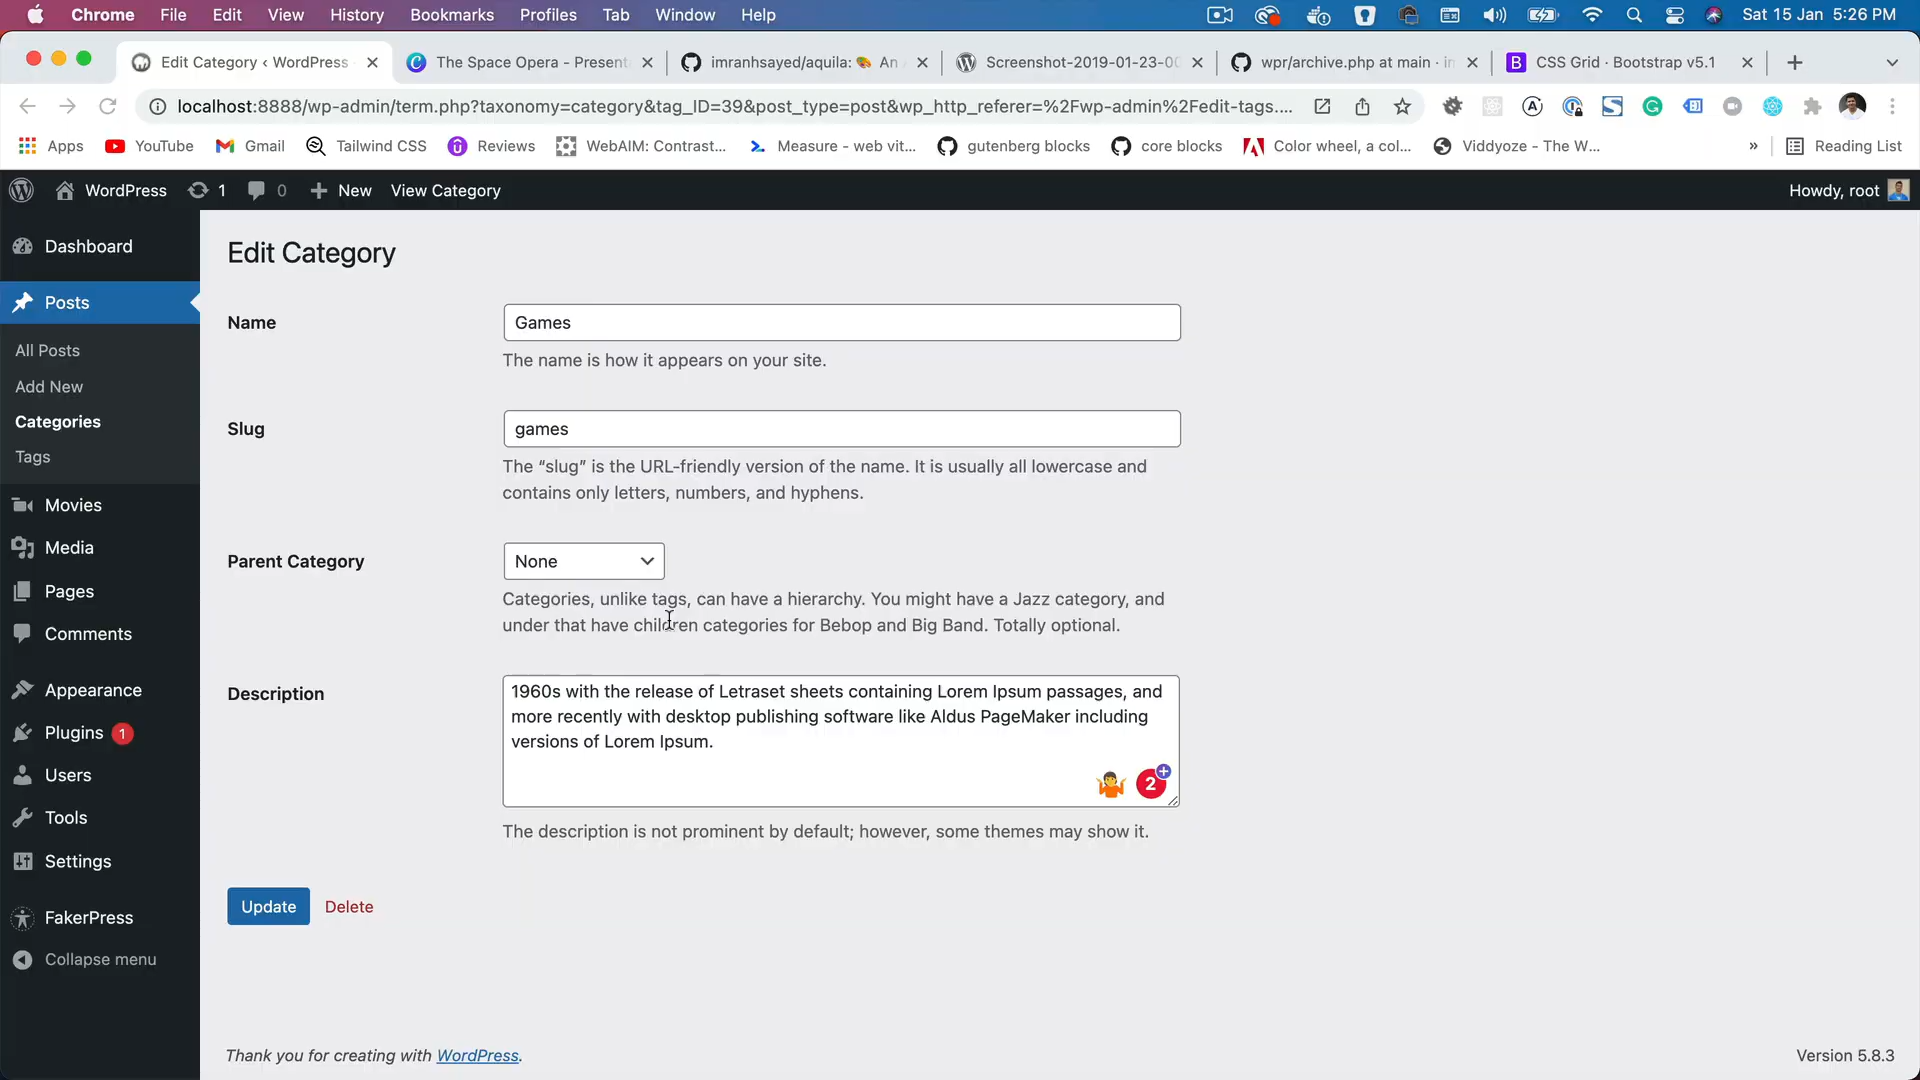 Chrome File Edit View History Bookmarks Profiles Tab Window Help Sat 15 Jan 5:26 PM
Edit Category ‹ WordPress The Space Opera - Present imranhsayed/aquila: 🎨 An Screenshot-2019-01-23-00 wpr/archive.php at main · in CSS Grid · Bootstrap v5.1
localhost:8888/wp-admin/term.php?taxonomy=category&tag_ID=39&post_type=post&wp_http_referer=%2Fwp-admin%2Fedit-tags....
Apps YouTube Gmail Tailwind CSS Reviews WebAIM: Contrast... Measure - web vit... gutenberg blocks core blocks Color wheel, a col... Viddyoze - The W... » Reading List
WordPress 1 0 New View Category Howdy, root
Dashboard
Posts
All Posts
Add New
Categories
Tags
Movies
Media
Pages
Comments
Appearance
Plugins 1
Users
Tools
Settings
FakerPress
Collapse menu
Edit Category
Name
Games
The name is how it appears on your site.
Slug
games
The “slug” is the URL-friendly version of the name. It is usually all lowercase and
contains only letters, numbers, and hyphens.
Parent Category
None
Categories, unlike tags, can have a hierarchy. You might have a Jazz category, and
under that have children categories for Bebop and Big Band. Totally optional.
Description
1960s with the release of Letraset sheets containing Lorem Ipsum passages, and
more recently with desktop publishing software like Aldus PageMaker including
versions of Lorem Ipsum.
2
The description is not prominent by default; however, some themes may show it.
Update Delete
Thank you for creating with WordPress.
Version 5.8.3